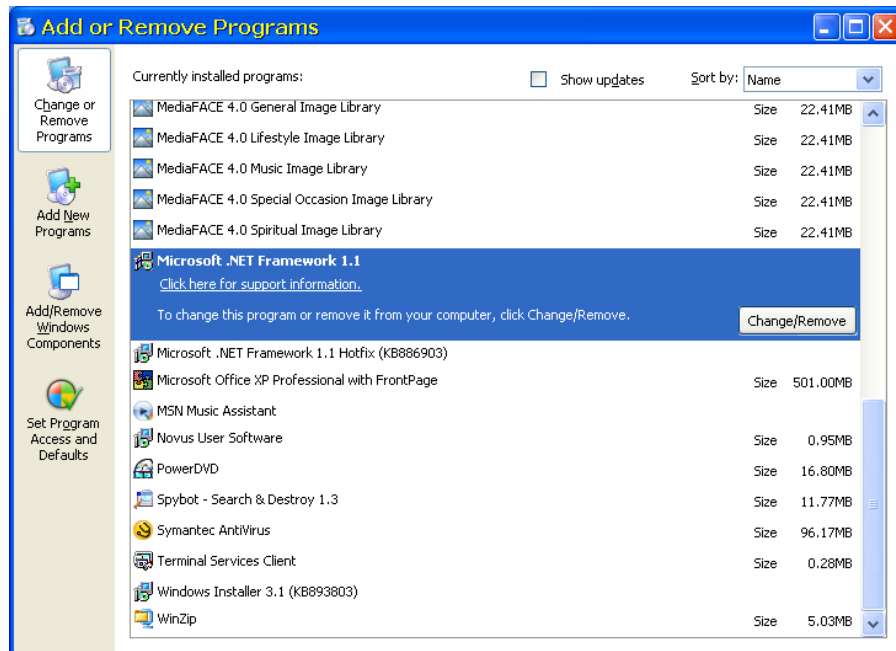 Add or Remove Programs
Change or
Remove
Programs
Add New
Programs
Add/Remove
Windows
Components
Set Program
Access and
Defaults
Currently installed programs:
Show updates
Sort by: Name
MediaFACE 4.0 General Image Library Size 22.41MB
MediaFACE 4.0 Lifestyle Image Library Size 22.41MB
MediaFACE 4.0 Music Image Library Size 22.41MB
MediaFACE 4.0 Special Occasion Image Library Size 22.41MB
MediaFACE 4.0 Spiritual Image Library Size 22.41MB
Microsoft .NET Framework 1.1
Click here for support information.
To change this program or remove it from your computer, click Change/Remove. Change/Remove
Microsoft .NET Framework 1.1 Hotfix (KB886903)
Microsoft Office XP Professional with FrontPage Size 501.00MB
MSN Music Assistant
Novus User Software Size 0.95MB
PowerDVD Size 16.80MB
Spybot - Search & Destroy 1.3 Size 11.77MB
Symantec AntiVirus Size 96.17MB
Terminal Services Client Size 0.28MB
Windows Installer 3.1 (KB893803)
WinZip Size 5.03MB